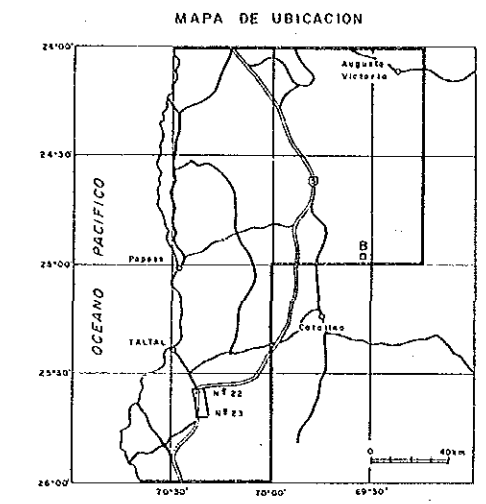 MAPA DE UBICACION
24°00'
Augusta
Victoria
24°30'
5
OCEANO PACIFICO
B
Paposo
25°00'
TALTAL
Catalina
25°30'
Nº 22
Nº 23
0 40km
26°00'
70°30' 70°00' 69°30'